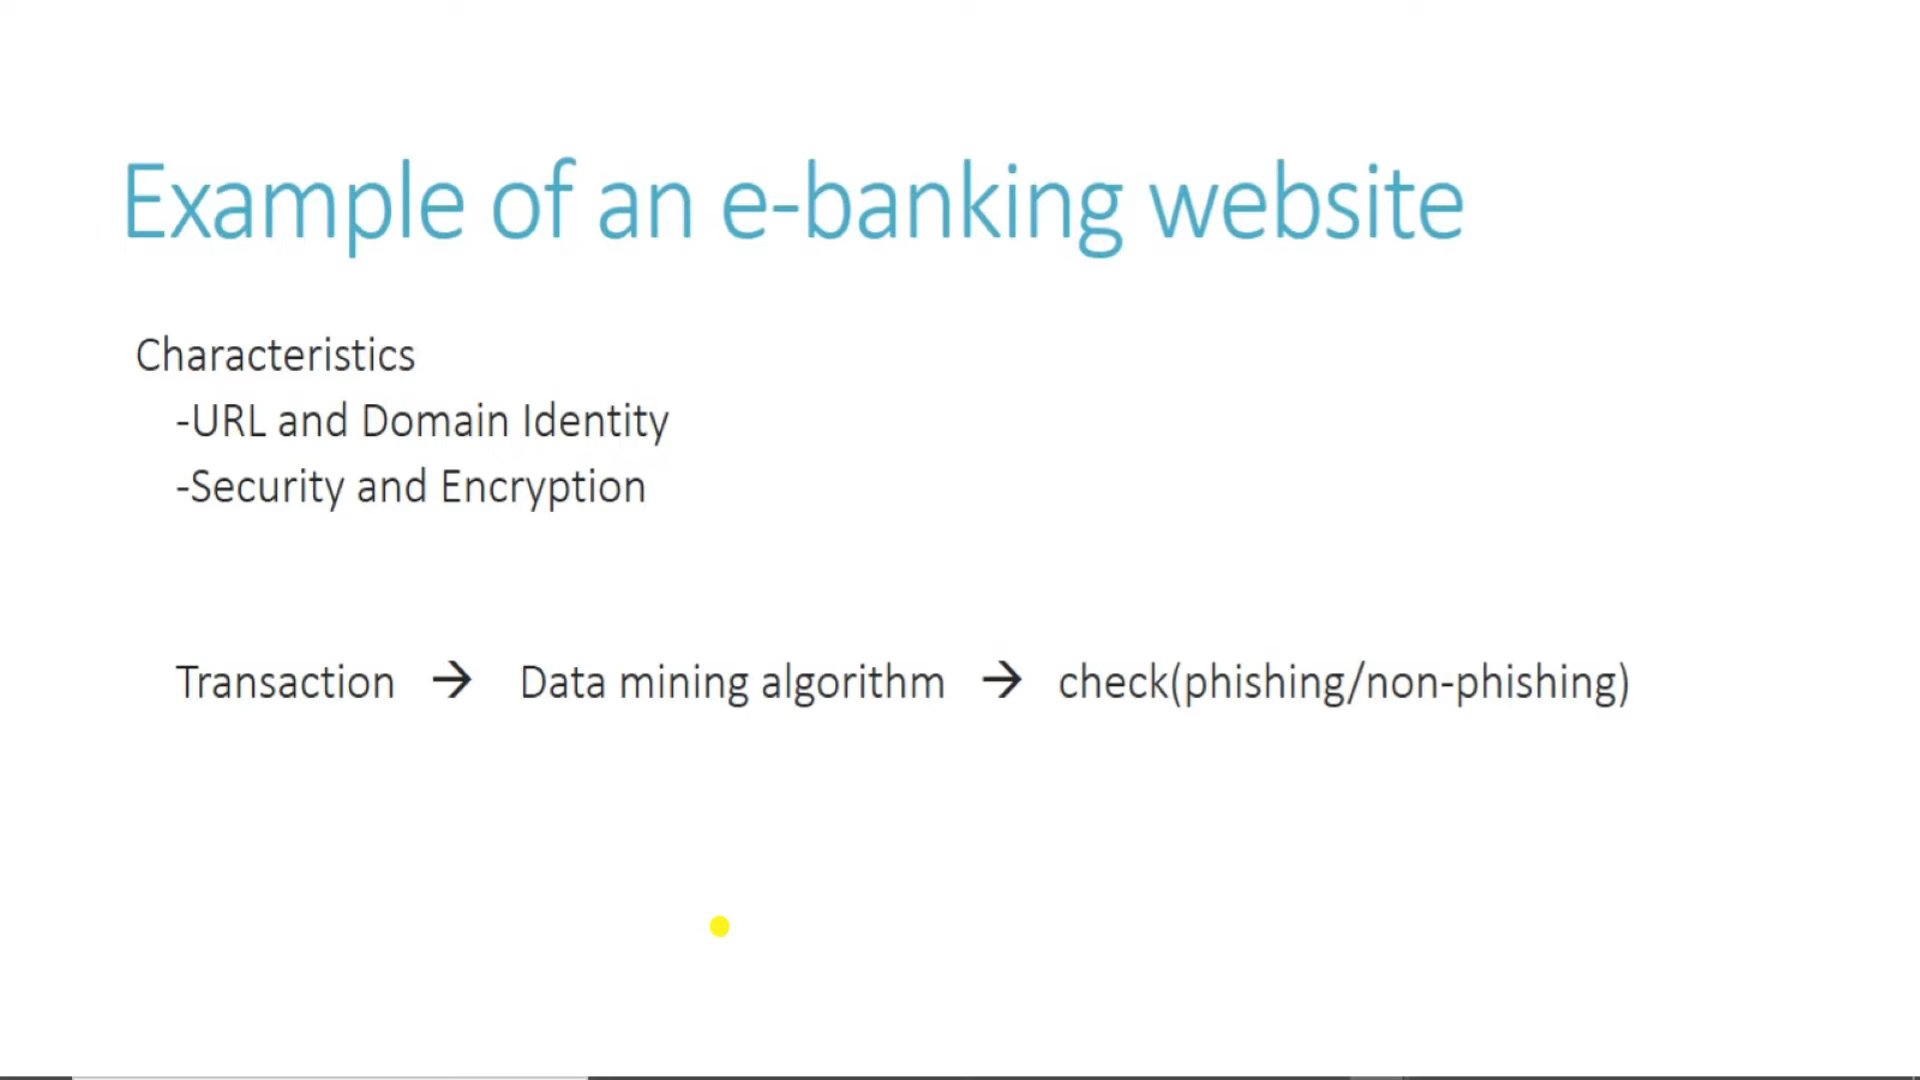 Example of an e-banking website
Characteristics
-URL and Domain Identity
-Security and Encryption
Transaction → Data mining algorithm → check(phishing/non-phishing)